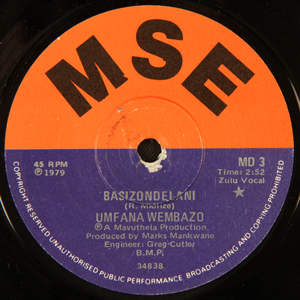 MSE
45 RPM
℗ 1979
MD 3
Time: 2:52
Zulu Vocal
BASIZONDELANI
UMFANA WEMBAZO
℗ A Mavuthela Production
Produced by Marks Mankwane
Engineer: Greg Cutler
B.M.P.
34838
COPYRIGHT RESERVED UNAUTHORISED PUBLIC PERFORMANCE, BROADCASTING AND COPYING PROHIBITED